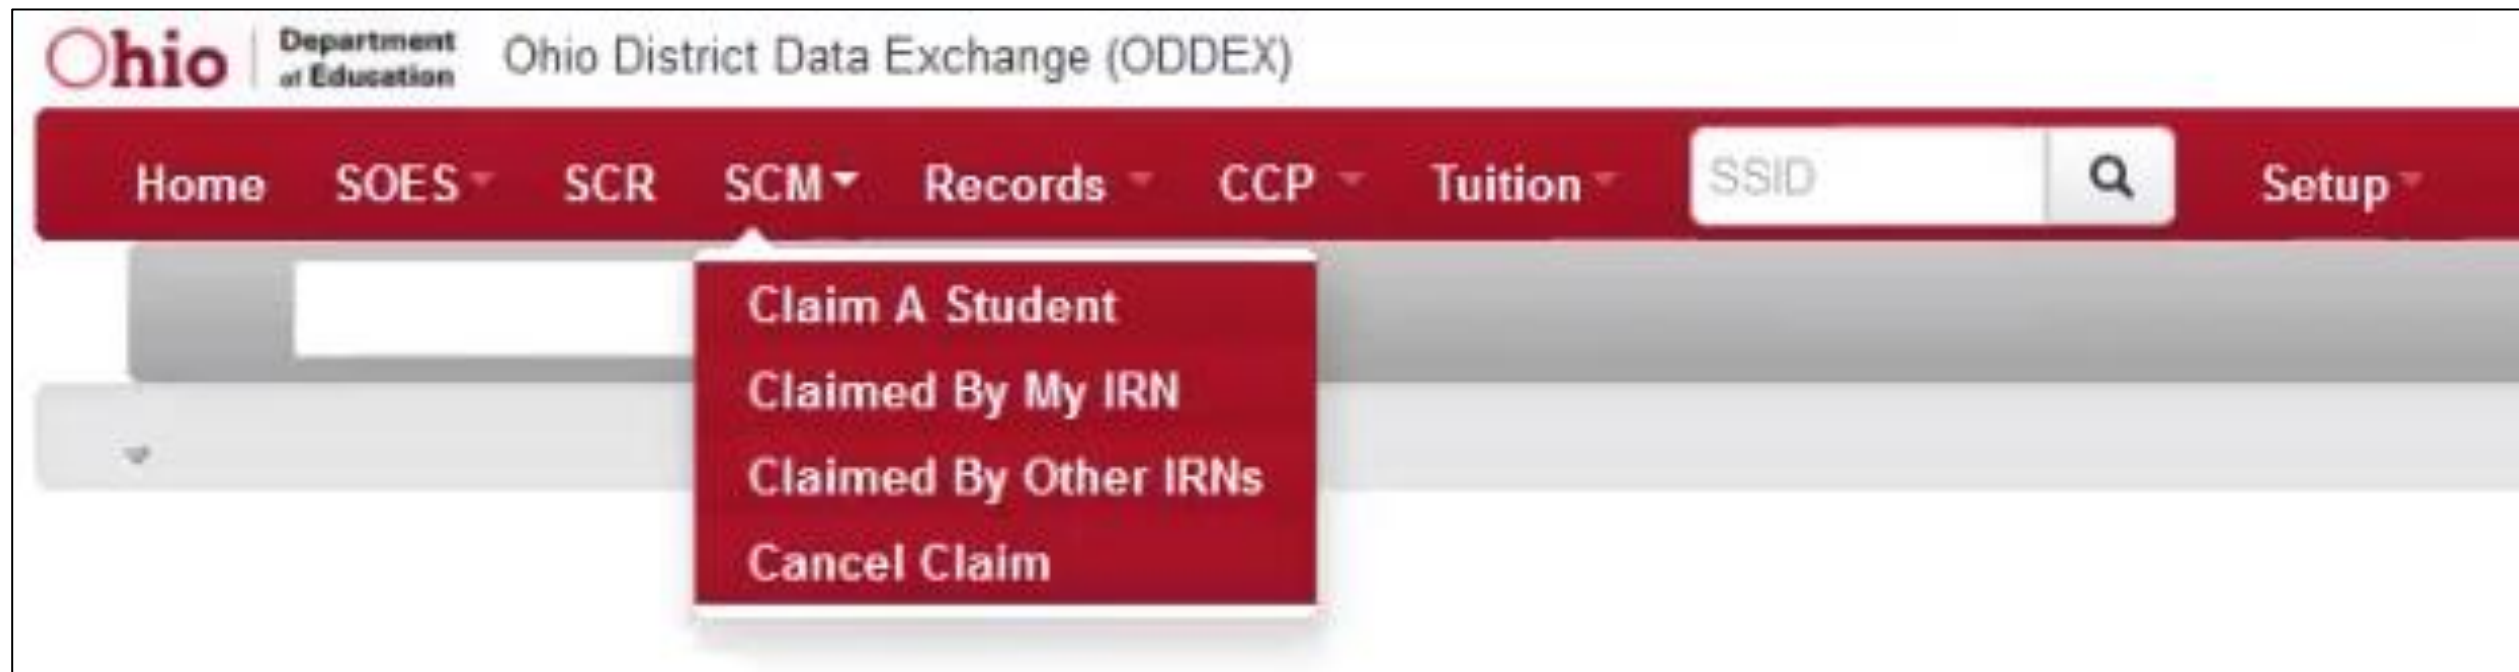 Ohio Department of Education Ohio District Data Exchange (ODDEX)
Home SOES SCR SCM Records CCP Tuition SSID Setup
Claim A Student
Claimed By My IRN
Claimed By Other IRNs
Cancel Claim